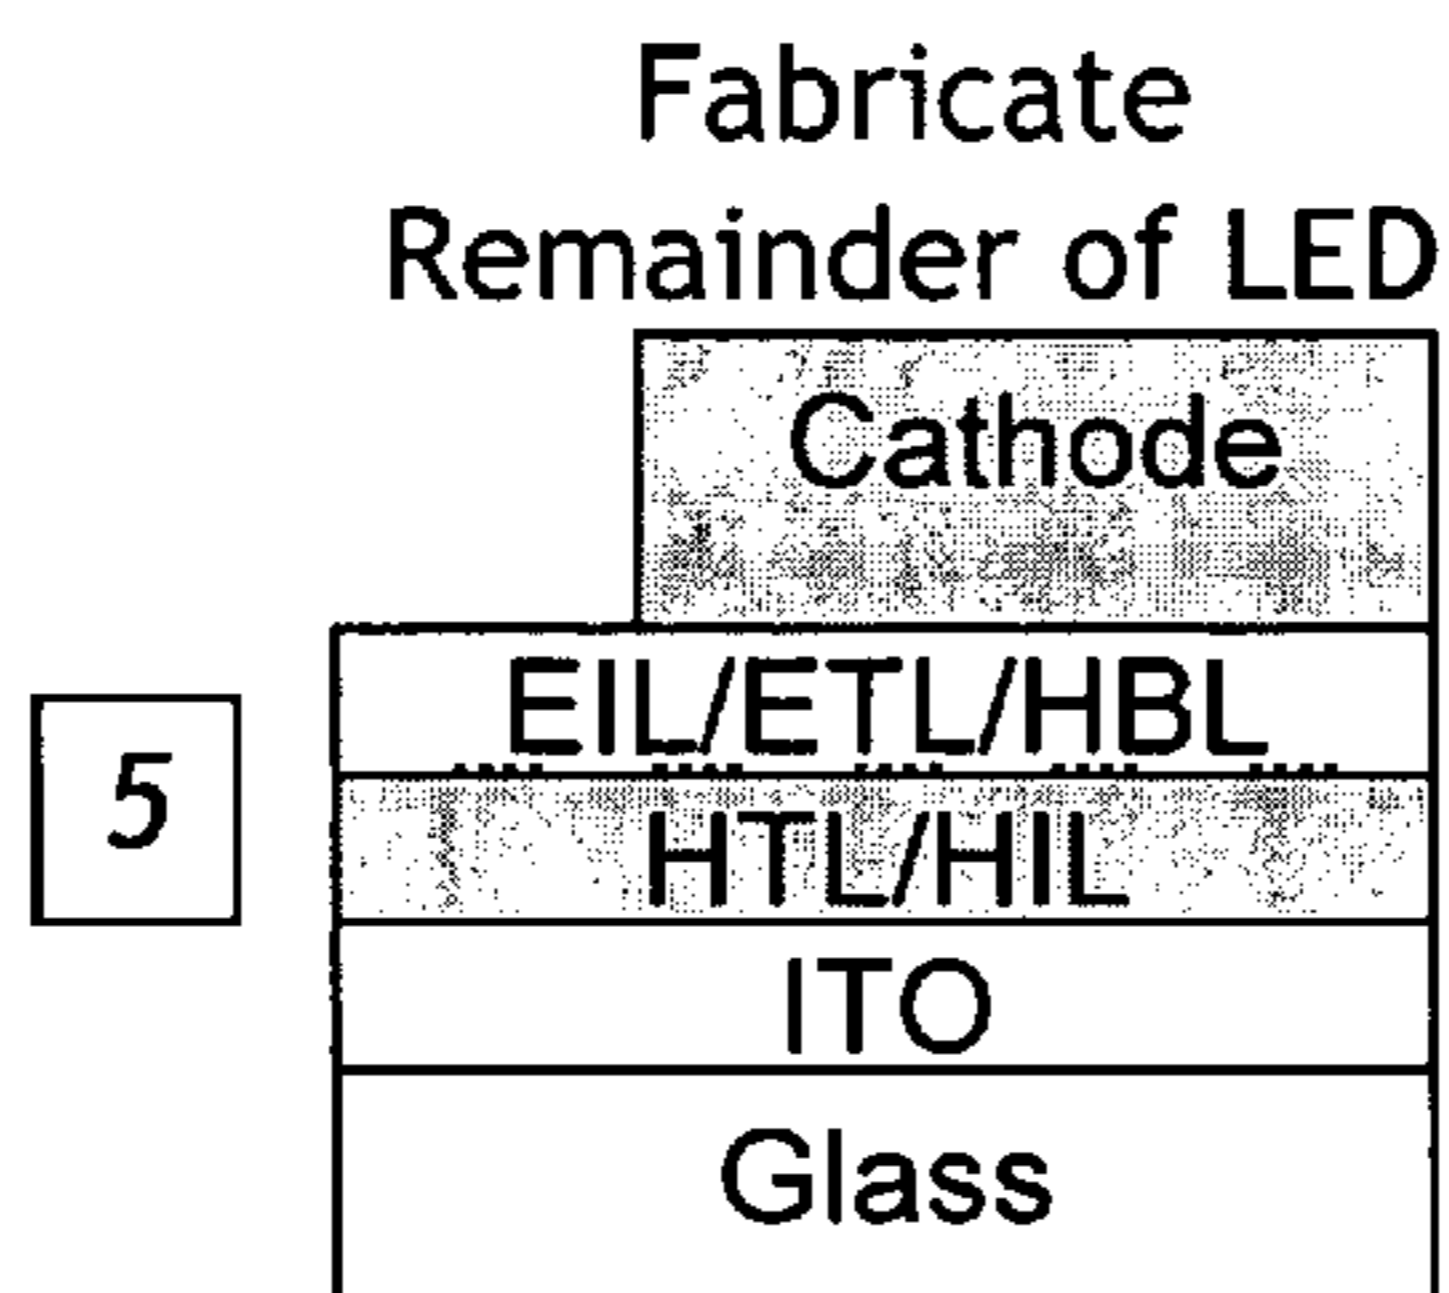 Fabricate
Remainder of LED
Cathode
EIL/ETL/HBL
5
HTL/HIL
ITO
Glass